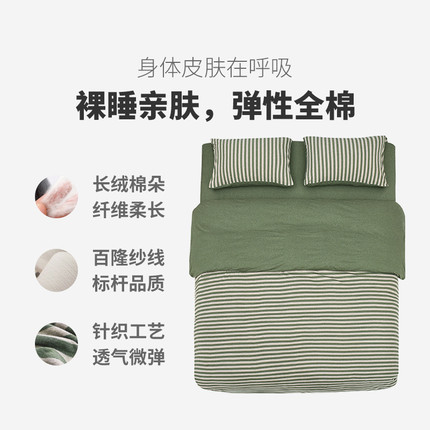 身体皮肤在呼吸
裸睡亲肤，弹性全棉
长绒棉朵
纤维柔长
百隆纱线
标杆品质
针织工艺
透气微弹